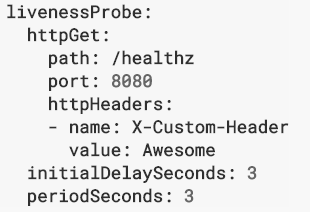 livenessProbe:
  httpGet:
    path: /healthz
    port: 8080
    httpHeaders:
    - name: X-Custom-Header
      value: Awesome
  initialDelaySeconds: 3
  periodSeconds: 3